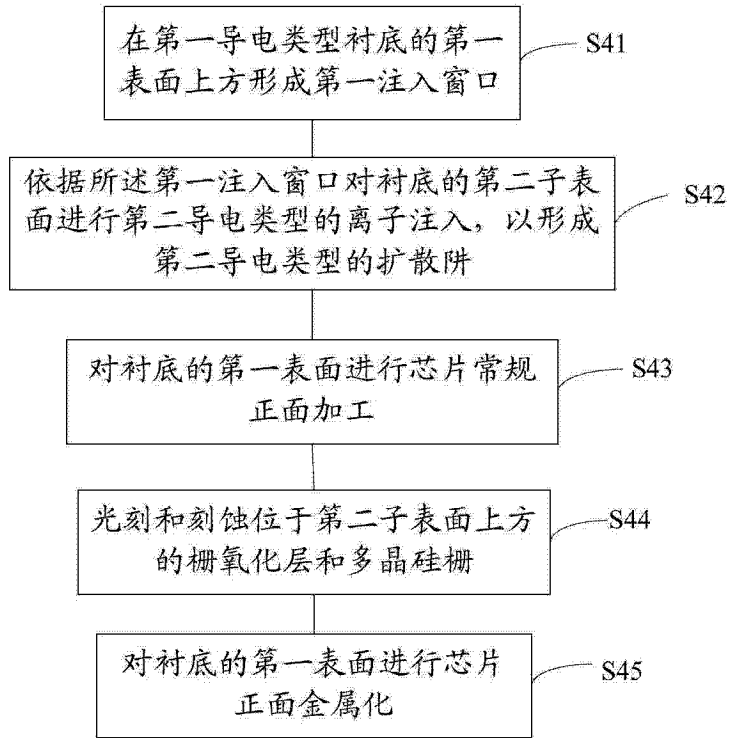 在第一导电类型衬底的第一
表面上方形成第一注入窗口
S41
依据所述第一注入窗口对衬底的第二子表
面进行第二导电类型的离子注入，以形成
第二导电类型的扩散阱
S42
对衬底的第一表面进行芯片常规
正面加工
S43
光刻和刻蚀位于第二子表面上方
的栅氧化层和多晶硅栅
S44
对衬底的第一表面进行芯片
正面金属化
S45